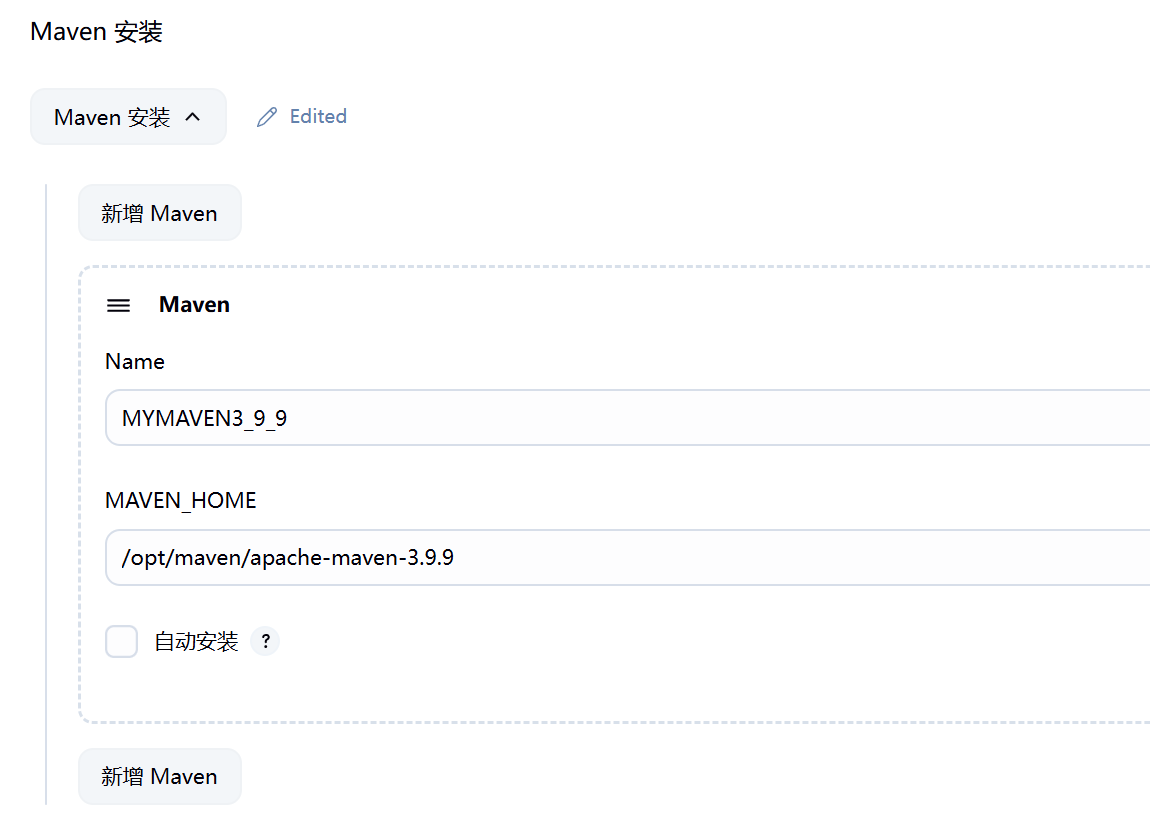 Maven 安装
Maven 安装 Edited
新增 Maven
Maven
Name
MYMAVEN3_9_9
MAVEN_HOME
/opt/maven/apache-maven-3.9.9
自动安装 ?
新增 Maven